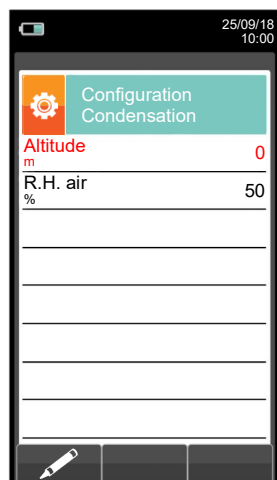 25/09/18
10:00
Configuration
Condensation
Altitude
m
0
R.H. air
%
50